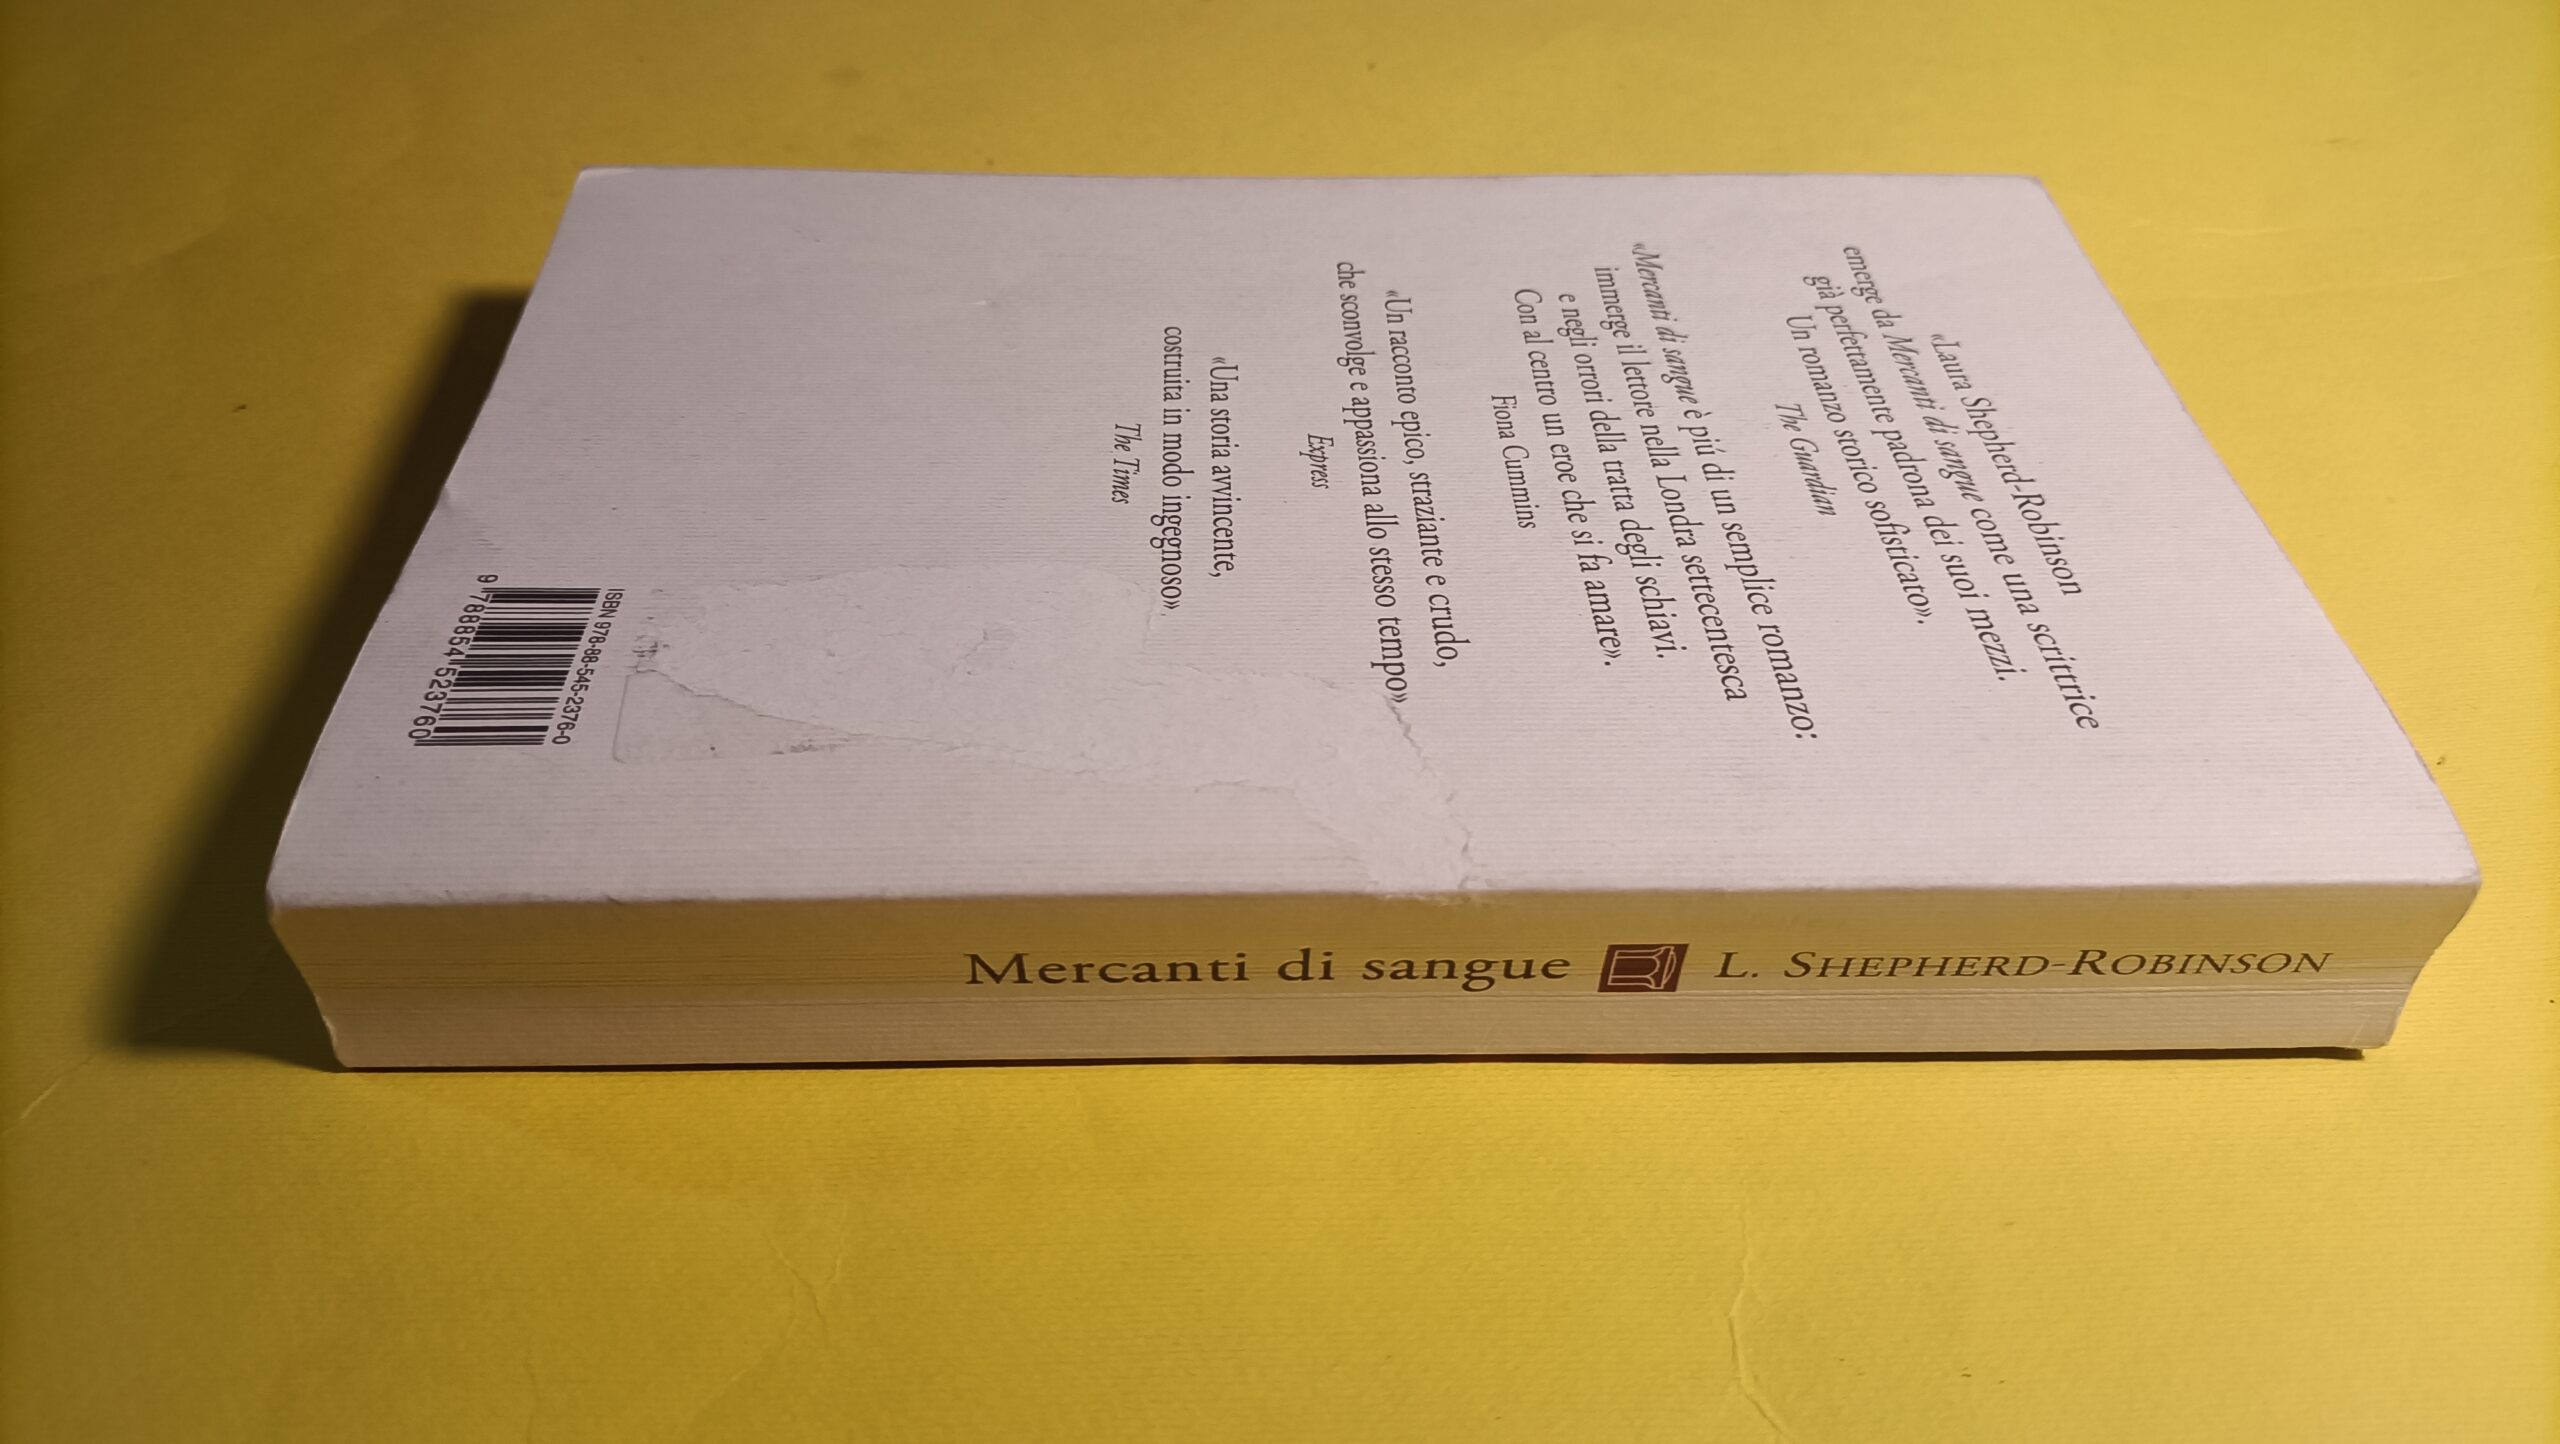 «Laura Shepherd-Robinson
emerge da Mercanti di sangue come una scrittrice
già perfettamente padrona dei suoi mezzi.
Un romanzo storico sofisticato».
The Guardian
«Mercanti di sangue è piú di un semplice romanzo:
immerge il lettore nella Londra settecentesca
e negli orrori della tratta degli schiavi.
Con al centro un eroe che si fa amare».
Fiona Cummins
«Un racconto epico, straziante e crudo,
che sconvolge e appassiona allo stesso tempo»
Express
«Una storia avvincente,
costruita in modo ingegnoso»
The Times
ISBN 978-88-545-2376-0
9 788854 523760
Mercanti di sangue L. SHEPHERD-ROBINSON